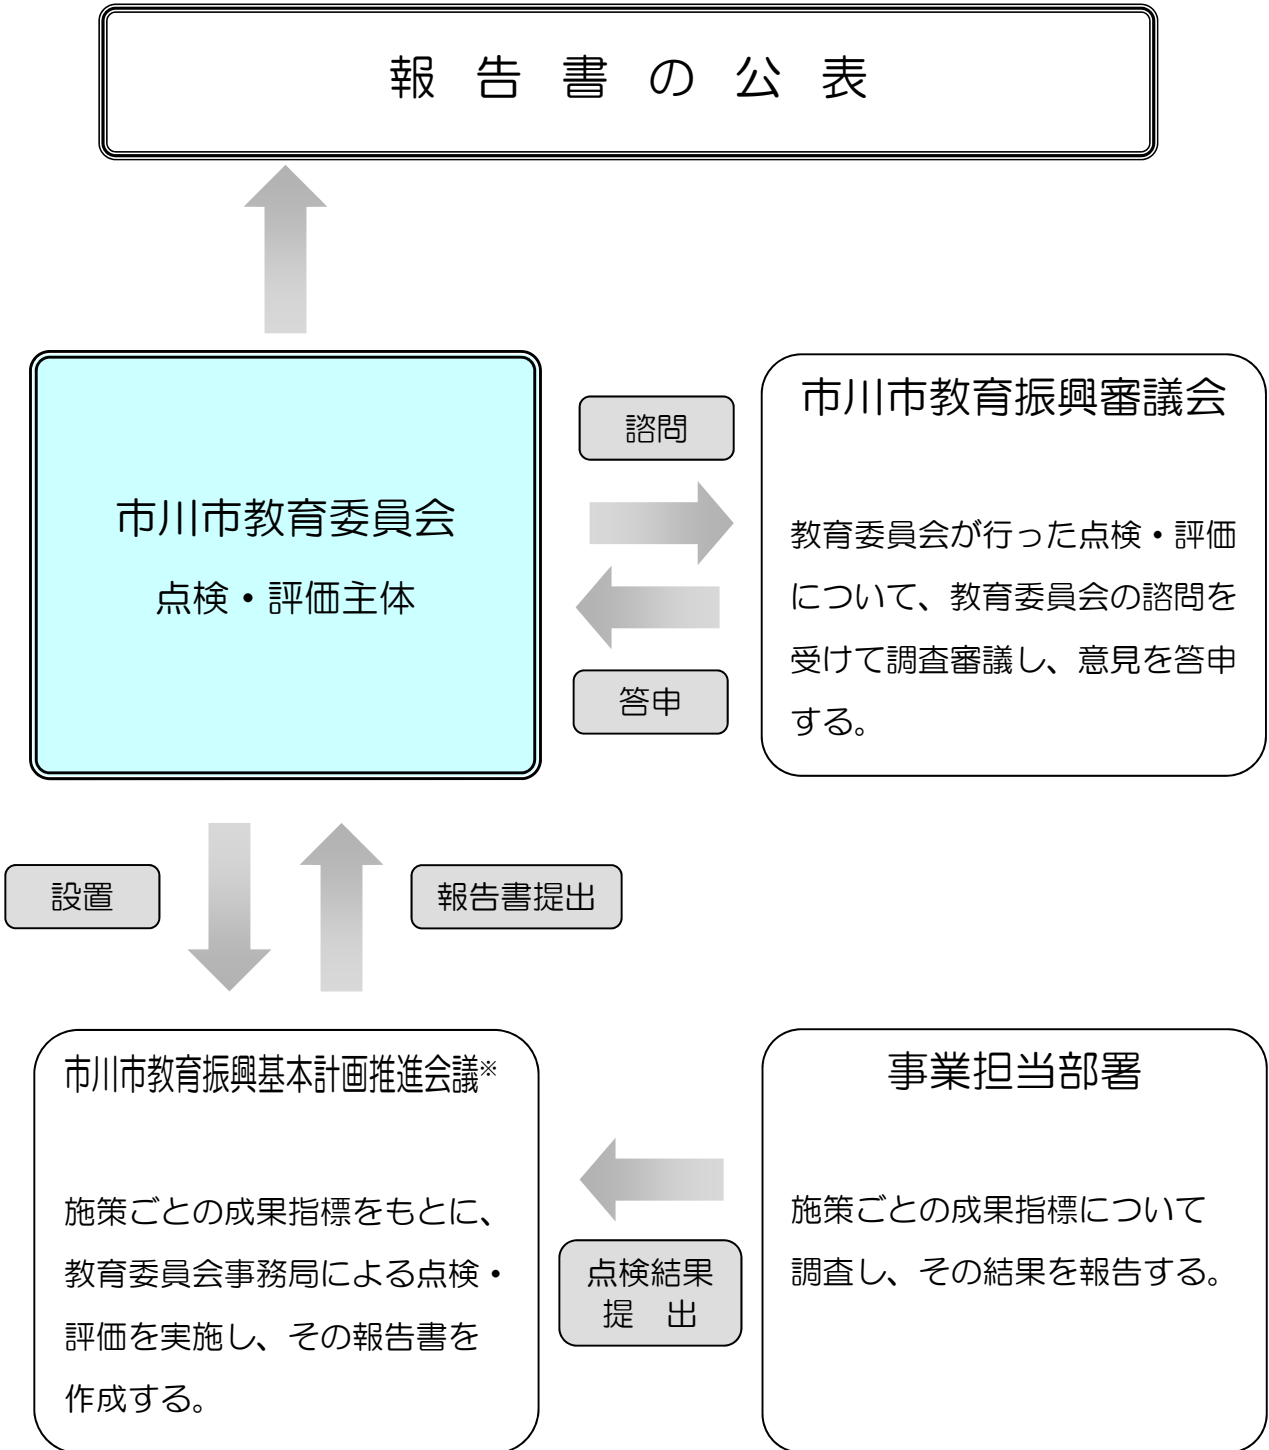 報告書の公表
市川市教育委員会
点検・評価主体
諮問
答申
市川市教育振興審議会
教育委員会が行った点検・評価
について、教育委員会の諮問を
受けて調査審議し、意見を答申
する。
設置
報告書提出
市川市教育振興基本計画推進会議※
施策ごとの成果指標をもとに、
教育委員会事務局による点検・
評価を実施し、その報告書を
作成する。
点検結果
提　出
事業担当部署
施策ごとの成果指標について
調査し、その結果を報告する。